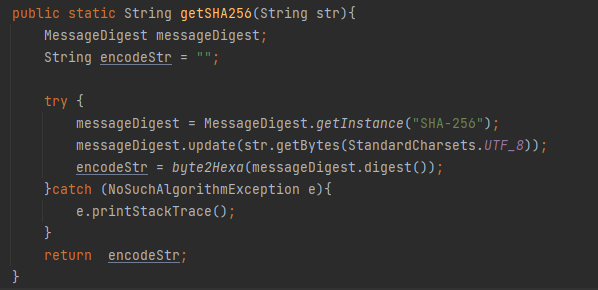 public static String getSHA256(String str){
    MessageDigest messageDigest;
    String encodeStr = "";

    try {
        messageDigest = MessageDigest.getInstance("SHA-256");
        messageDigest.update(str.getBytes(StandardCharsets.UTF_8));
        encodeStr = byte2Hexa(messageDigest.digest());
    }catch (NoSuchAlgorithmException e){
        e.printStackTrace();
    }
    return  encodeStr;
}